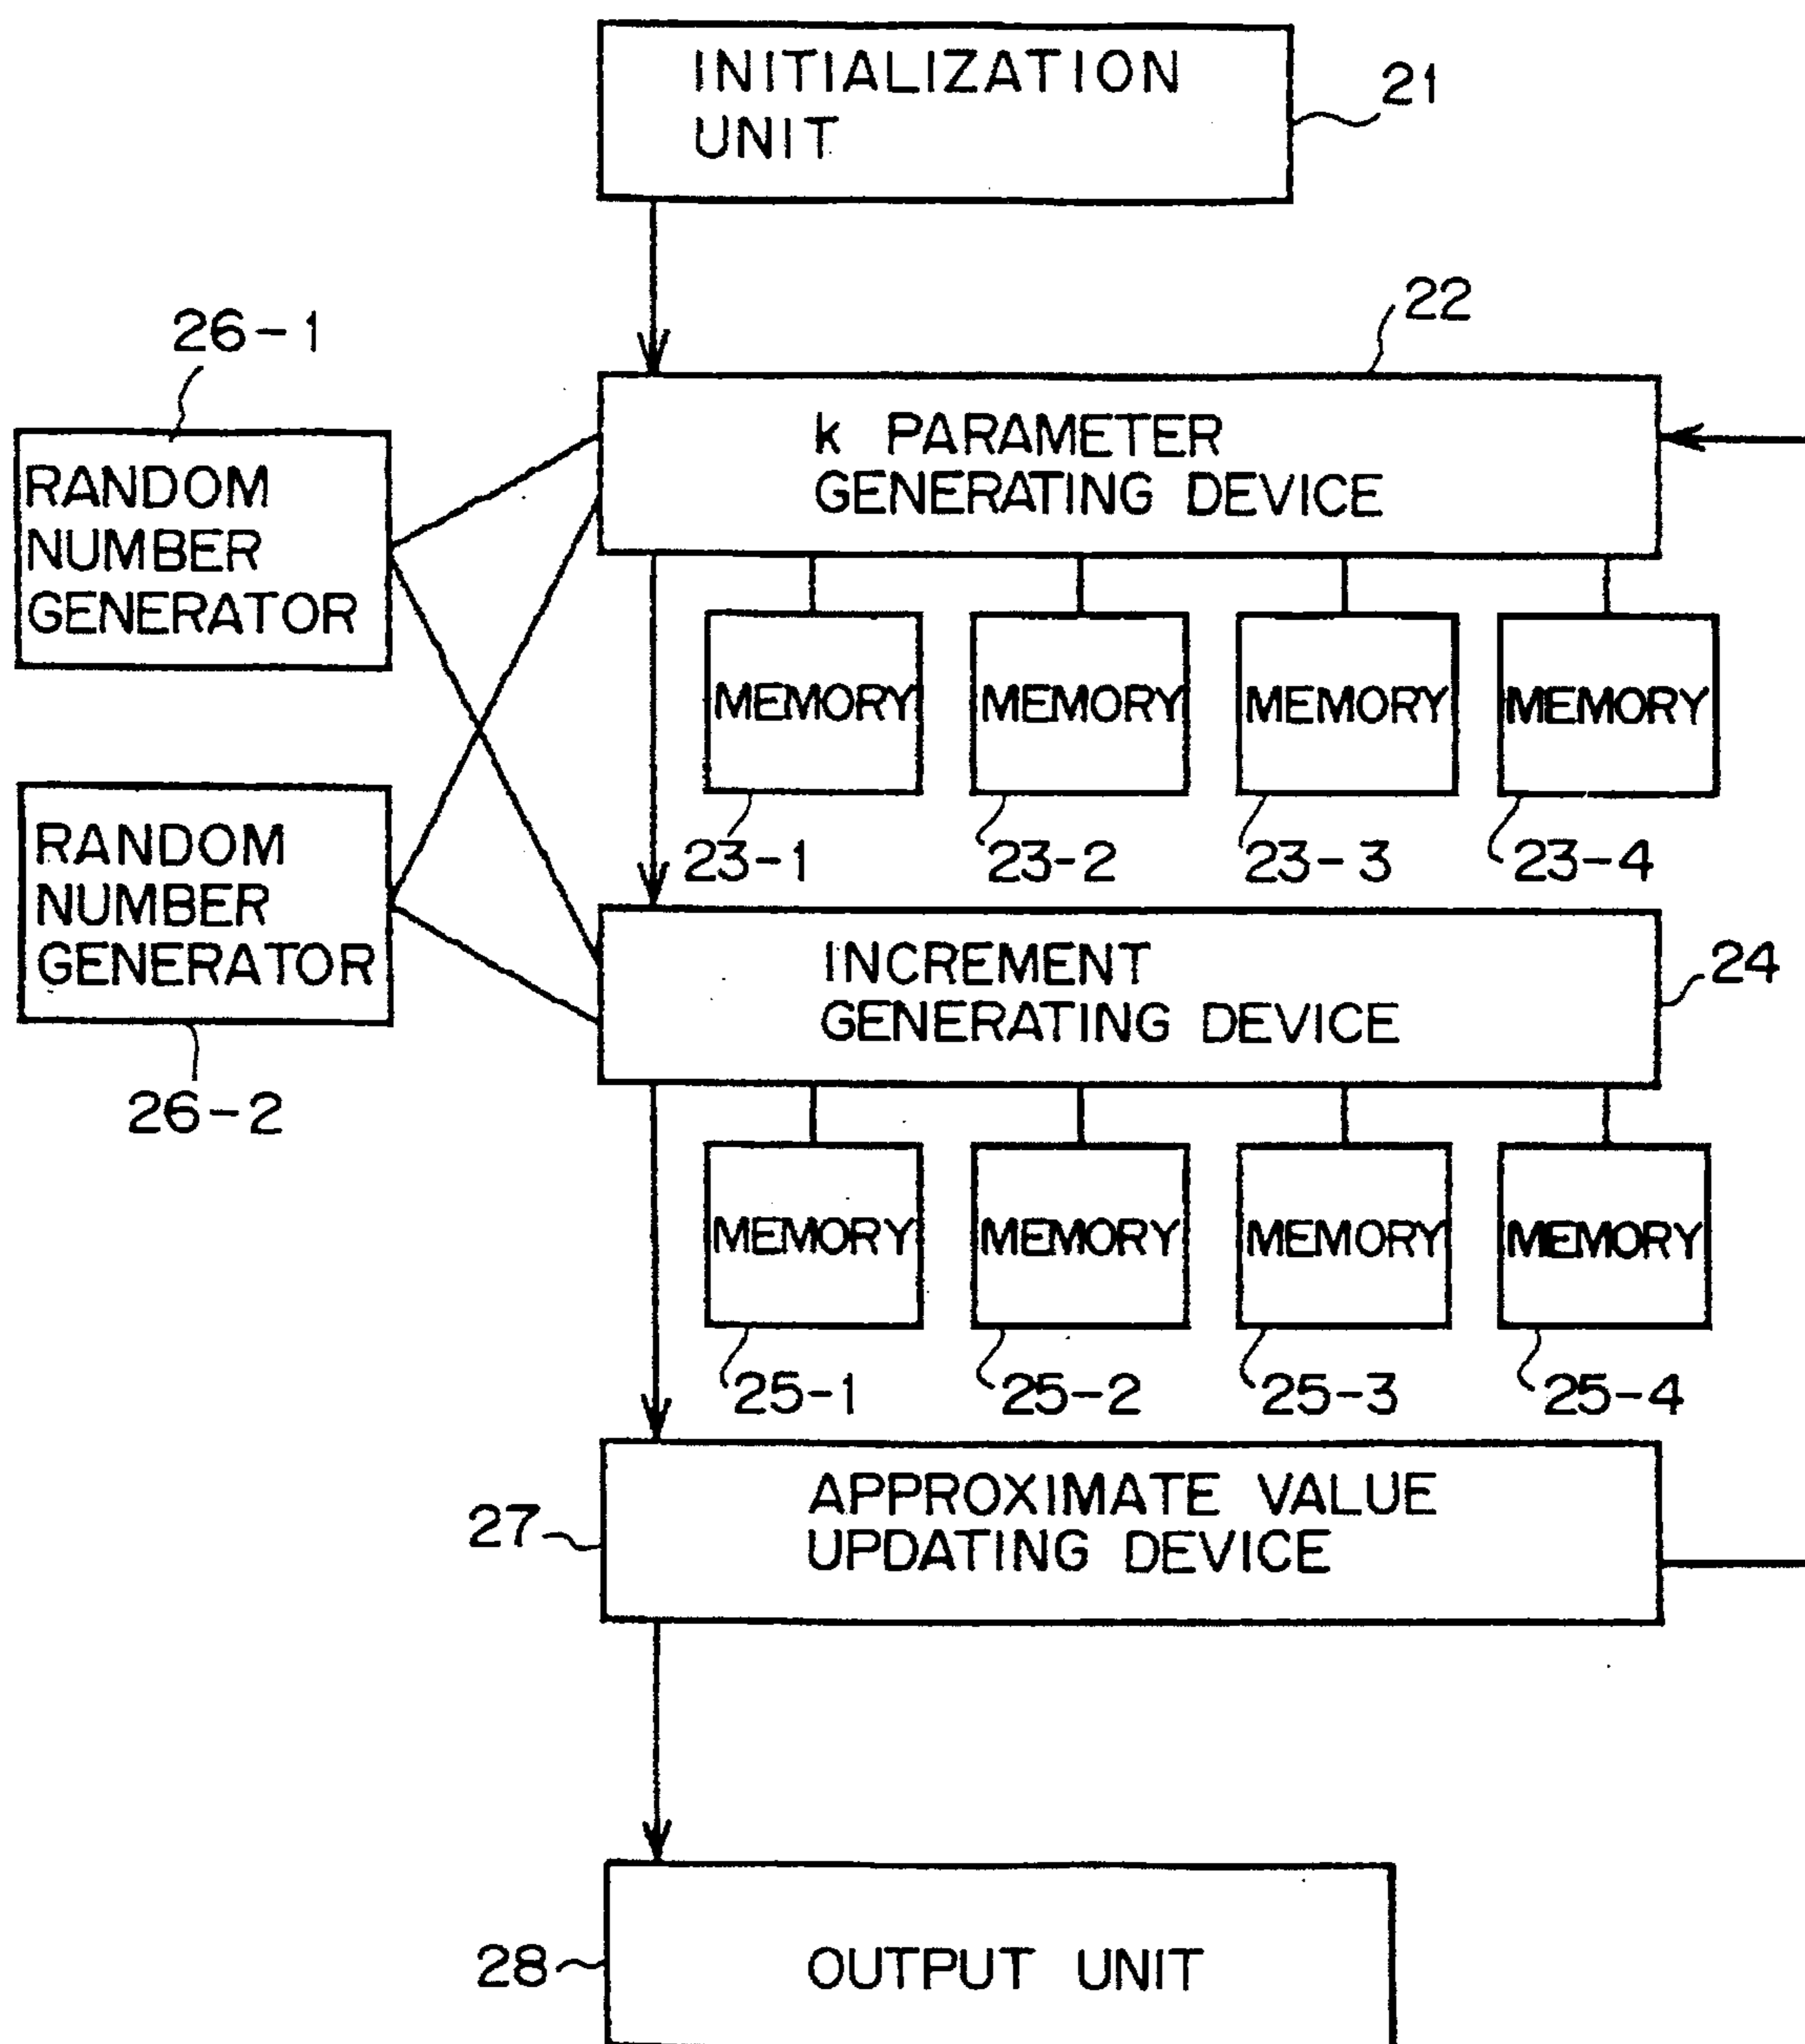 INITIALIZATION
UNIT
21
22
26-1
k PARAMETER
GENERATING DEVICE
RANDOM
NUMBER
GENERATOR
MEMORY
MEMORY
MEMORY
MEMORY
23-1
23-2
23-3
23-4
RANDOM
NUMBER
GENERATOR
26-2
INCREMENT
GENERATING DEVICE
24
MEMORY
MEMORY
MEMORY
MEMORY
25-1
25-2
25-3
25-4
27
APPROXIMATE VALUE
UPDATING DEVICE
28
OUTPUT UNIT